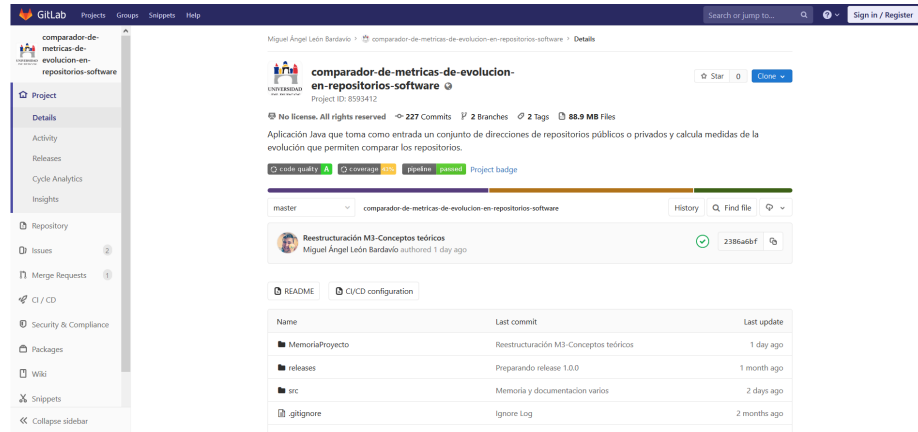 GitLab Projects Groups Snippets Help Search or jump to... Sign in / Register
comparador-de-
metricas-de-
evolucion-en-
repositorios-software
Project
Details
Activity
Releases
Cycle Analytics
Insights
Repository
Issues 2
Merge Requests 1
CI / CD
Security & Compliance
Packages
Wiki
Snippets
Collapse sidebar
Miguel Ángel León Bardavío > comparador-de-metricas-de-evolucion-en-repositorios-software > Details
UNIVERSIDAD
comparador-de-metricas-de-evolucion-
en-repositorios-software
Project ID: 8593412
Star 0 Clone
No license. All rights reserved 227 Commits 2 Branches 2 Tags 88.9 MB Files
Aplicación Java que toma como entrada un conjunto de direcciones de repositorios públicos o privados y calcula medidas de la
evolución que permiten comparar los repositorios.
code quality A coverage pipeline passed Project badge
master comparador-de-metricas-de-evolucion-en-repositorios-software History Find file
Reestructuración M3-Conceptos teóricos
Miguel Ángel León Bardavío authored 1 day ago
2386a6bf
README CI/CD configuration
Name Last commit Last update
MemoriaProyecto Reestructuración M3-Conceptos teóricos 1 day ago
releases Preparando release 1.0.0 1 month ago
src Memoria y documentacion varios 2 days ago
.gitignore Ignore Log 2 months ago